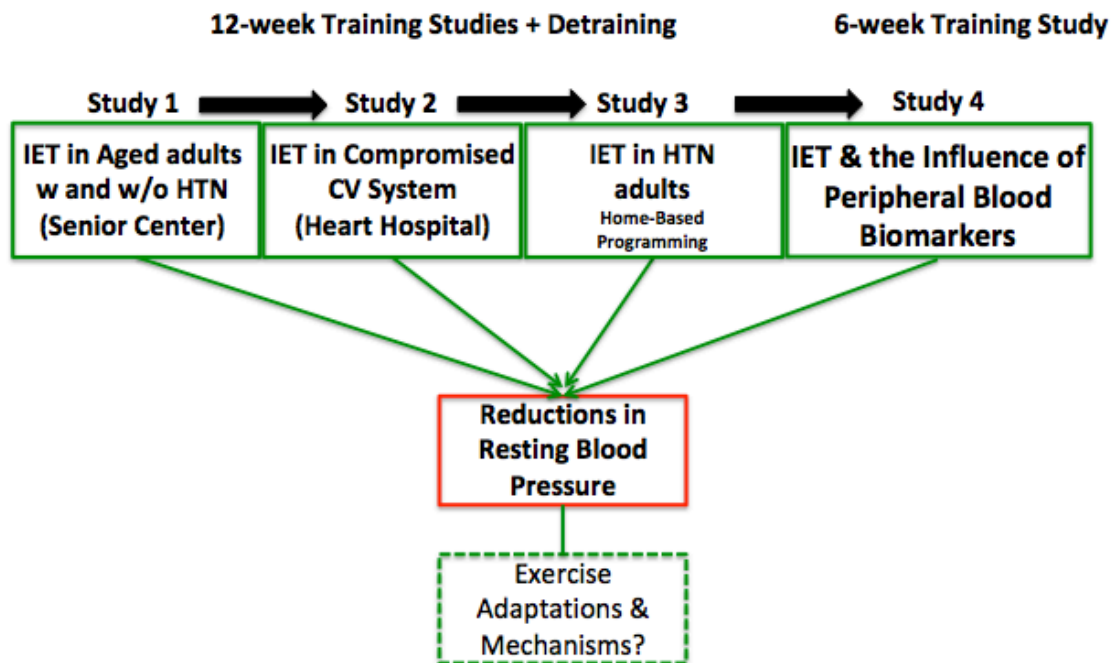 12-week Training Studies + Detraining
6-week Training Study
Study 1
Study 2
Study 3
Study 4
IET in Aged adults
w and w/o HTN
(Senior Center)
IET in Compromised
CV System
(Heart Hospital)
IET in HTN
adults
Home-Based
Programming
IET & the Influence of
Peripheral Blood
Biomarkers
Reductions in
Resting Blood
Pressure
Exercise
Adaptations &
Mechanisms?